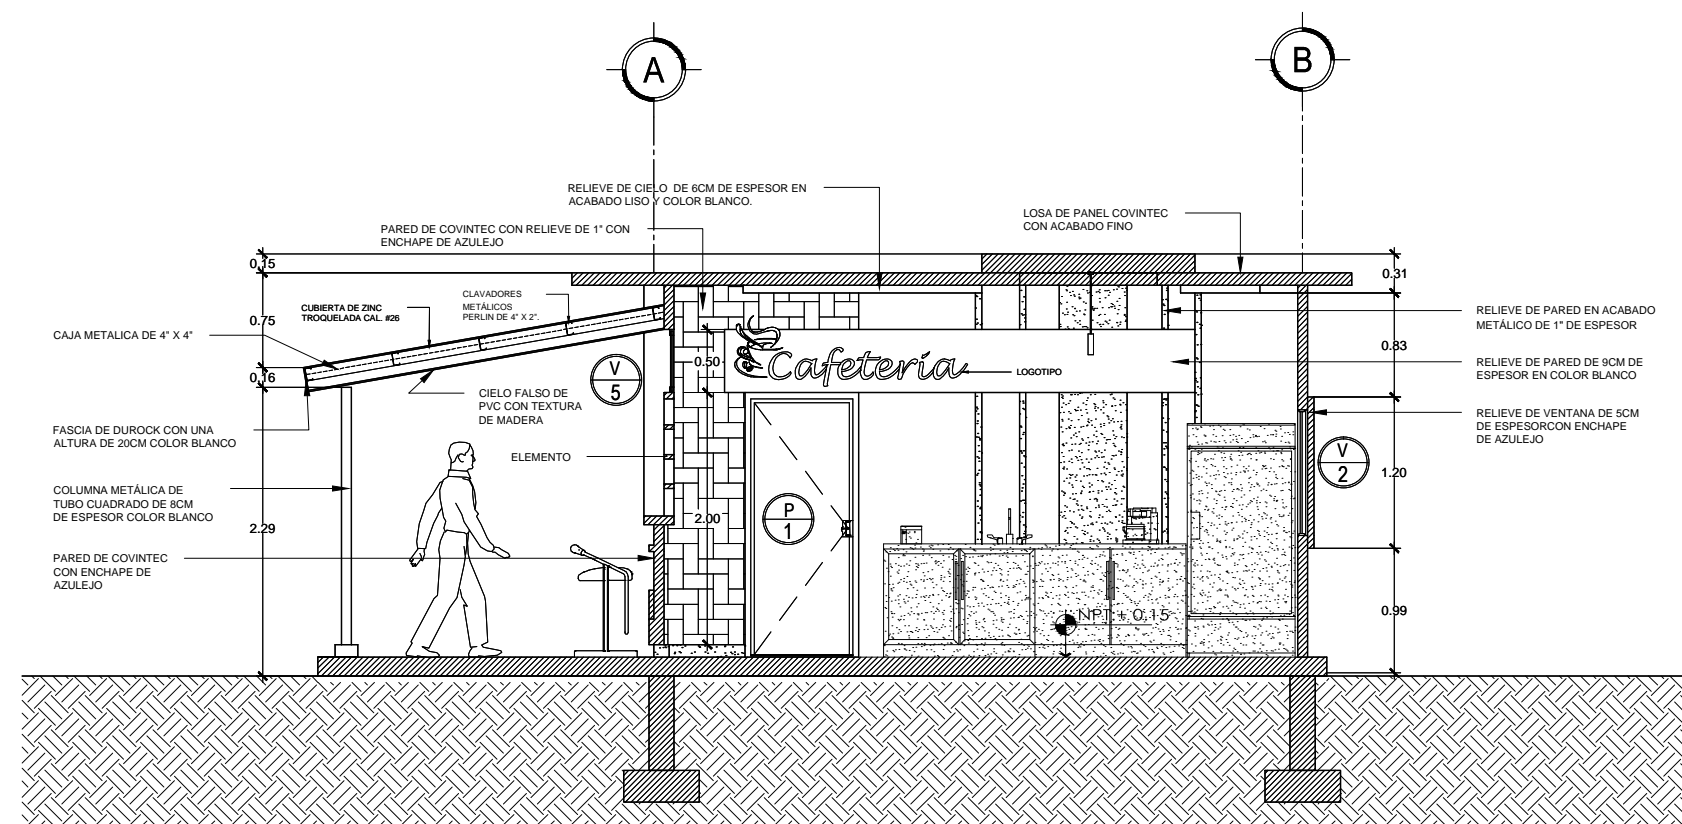 A
B
RELIEVE DE CIELO DE 6CM DE ESPESOR EN
ACABADO LISO Y COLOR BLANCO.
LOSA DE PANEL COVINTEC
CON ACABADO FINO
PARED DE COVINTEC CON RELIEVE DE 1" CON
ENCHAPE DE AZULEJO
0.15
0.31
CLAVADORES
METÁLICOS
PERLIN DE 4" X 2".
CUBIERTA DE ZINC
TROQUELADA CAL. #26
RELIEVE DE PARED EN ACABADO
METÁLICO DE 1" DE ESPESOR
0.75
CAJA METALICA DE 4" X 4"
0.83
0.50
Cafetería
LOGOTIPO
RELIEVE DE PARED DE 9CM DE
ESPESOR EN COLOR BLANCO
0.16
V
5
CIELO FALSO DE
PVC CON TEXTURA
DE MADERA
RELIEVE DE VENTANA DE 5CM
DE ESPESORCON ENCHAPE
DE AZULEJO
FASCIA DE DUROCK CON UNA
ALTURA DE 20CM COLOR BLANCO
ELEMENTO
V
2
1.20
COLUMNA METÁLICA DE
TUBO CUADRADO DE 8CM
DE ESPESOR COLOR BLANCO
2.29
2.00
P
1
PARED DE COVINTEC
CON ENCHAPE DE
AZULEJO
NPT + 0.15
0.99